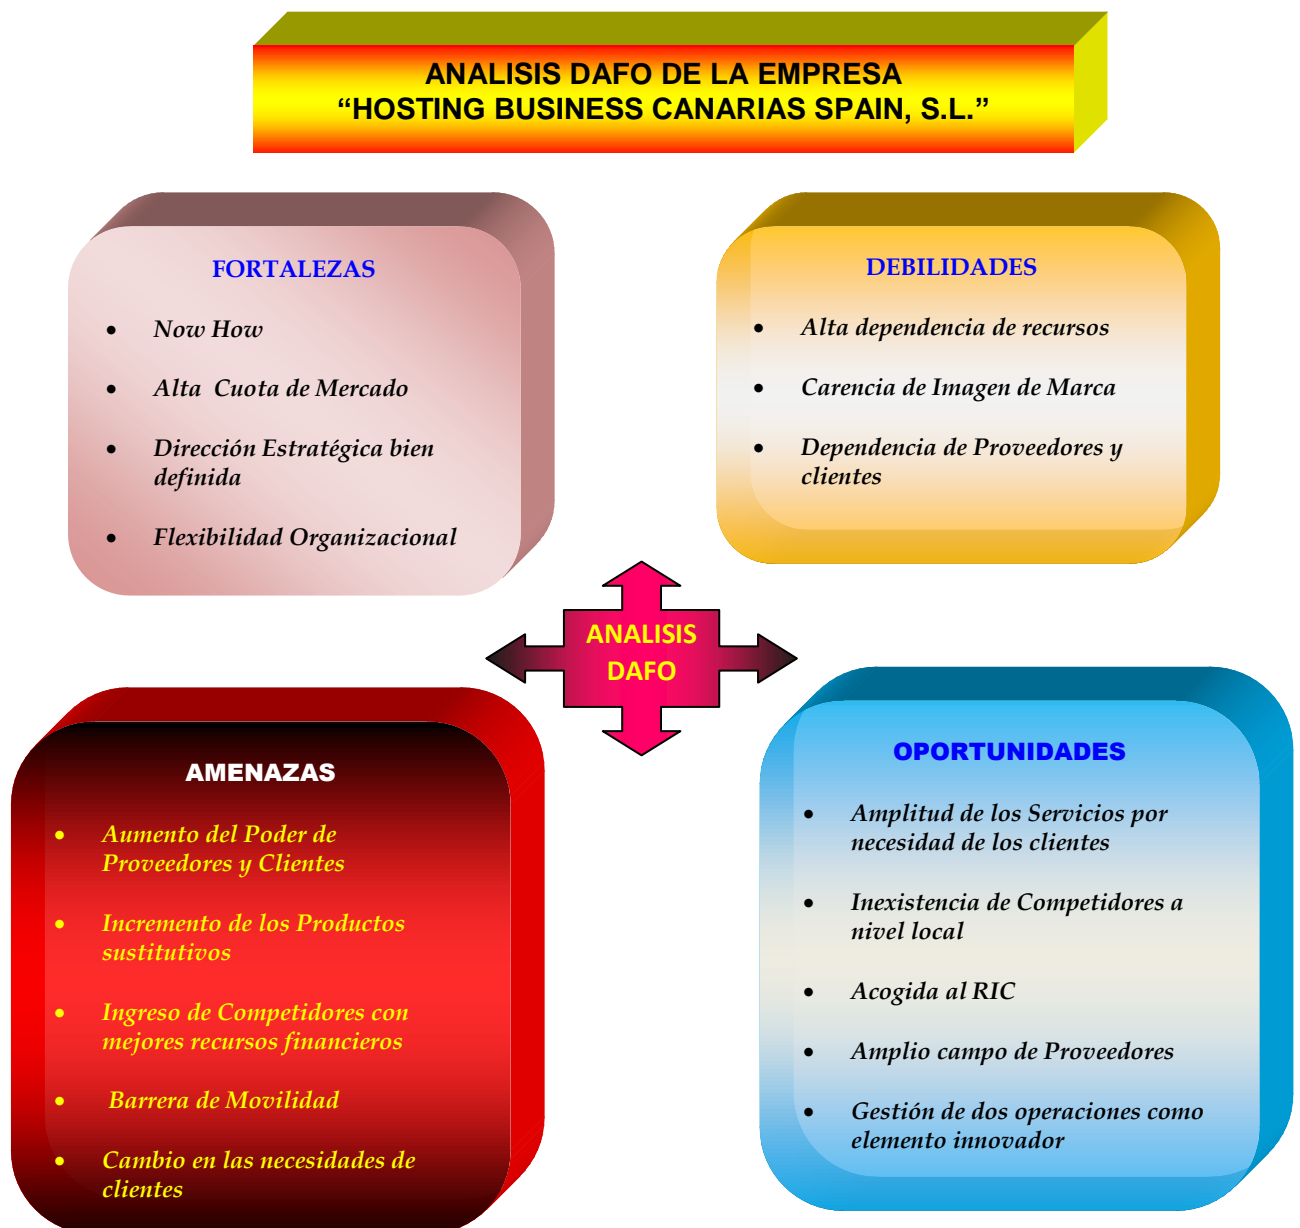 ANALISIS DAFO DE LA EMPRESA
“HOSTING BUSINESS CANARIAS SPAIN, S.L.”
FORTALEZAS
• Now How
• Alta Cuota de Mercado
• Dirección Estratégica bien
definida
• Flexibilidad Organizacional
DEBILIDADES
• Alta dependencia de recursos
• Carencia de Imagen de Marca
• Dependencia de Proveedores y
clientes
ANALISIS
DAFO
AMENAZAS
• Aumento del Poder de
Proveedores y Clientes
• Incremento de los Productos
sustitutivos
• Ingreso de Competidores con
mejores recursos financieros
• Barrera de Movilidad
• Cambio en las necesidades de
clientes
OPORTUNIDADES
• Amplitud de los Servicios por
necesidad de los clientes
• Inexistencia de Competidores a
nivel local
• Acogida al RIC
• Amplio campo de Proveedores
• Gestión de dos operaciones como
elemento innovador